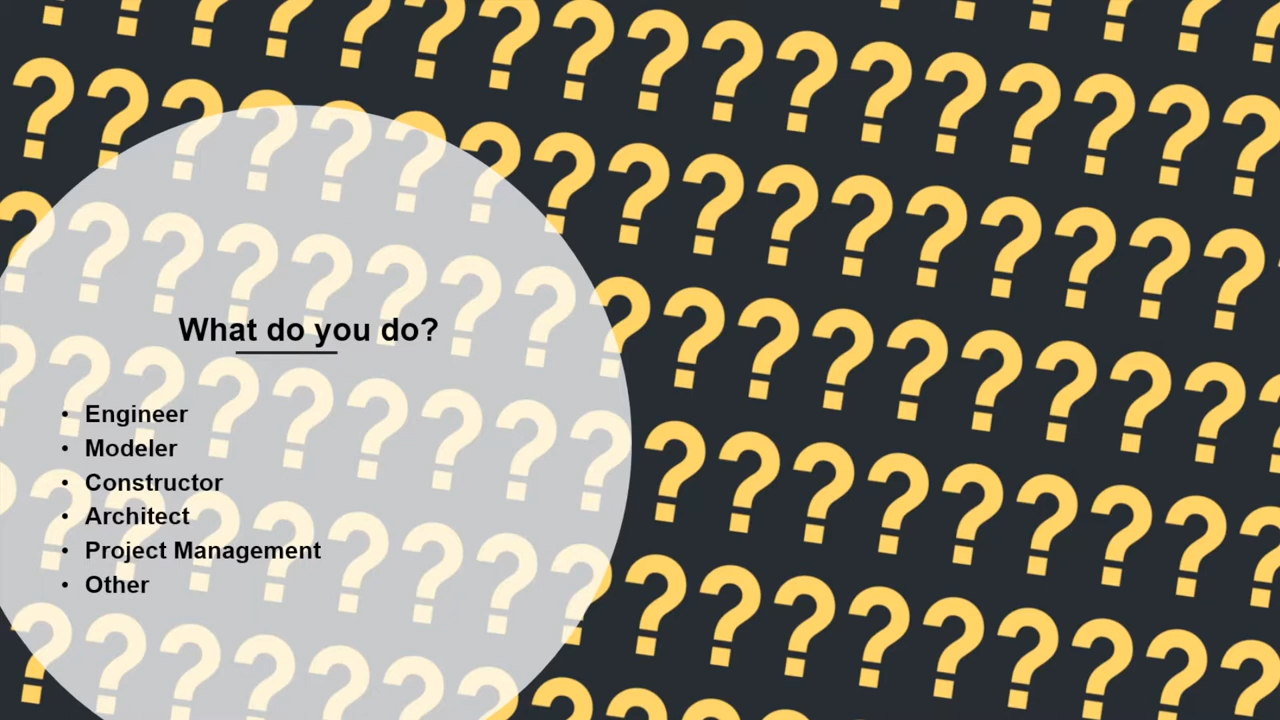 What do you do?
• Engineer
• Modeler
• Constructor
• Architect
• Project Management
• Other